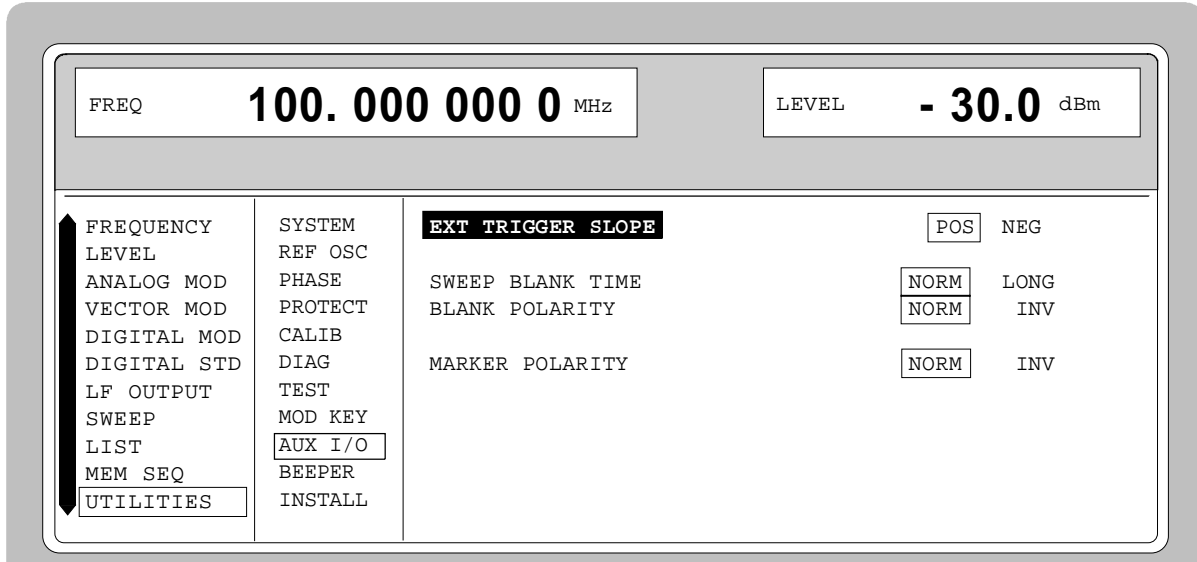 FREQ 100. 000 000 0 MHz LEVEL - 30.0 dBm
FREQUENCY
LEVEL
ANALOG MOD
VECTOR MOD
DIGITAL MOD
DIGITAL STD
LF OUTPUT
SWEEP
LIST
MEM SEQ
UTILITIES
SYSTEM
REF OSC
PHASE
PROTECT
CALIB
DIAG
TEST
MOD KEY
AUX I/O
BEEPER
INSTALL
EXT TRIGGER SLOPE POS NEG
SWEEP BLANK TIME NORM LONG
BLANK POLARITY NORM INV
MARKER POLARITY NORM INV